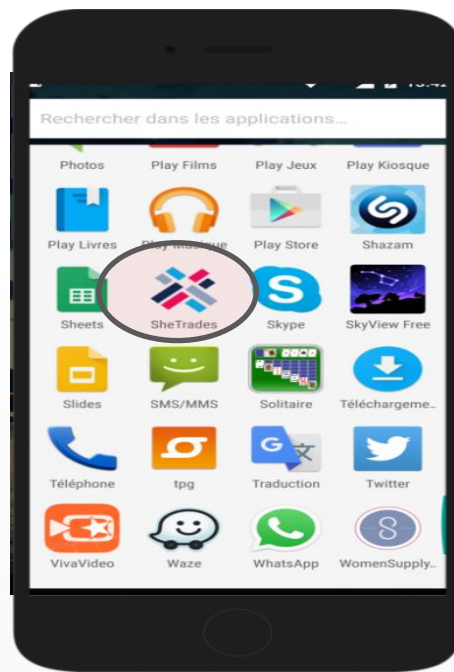 Rechercher dans les applications...
Photos Play Films Play Jeux Play Kiosque
Play Livres Play Musique Play Store Shazam
Sheets SheTrades Skype SkyView Free
Slides SMS/MMS Solitaire Téléchargeme..
Téléphone tpg Traduction Twitter
VivaVideo Waze WhatsApp WomenSupply..